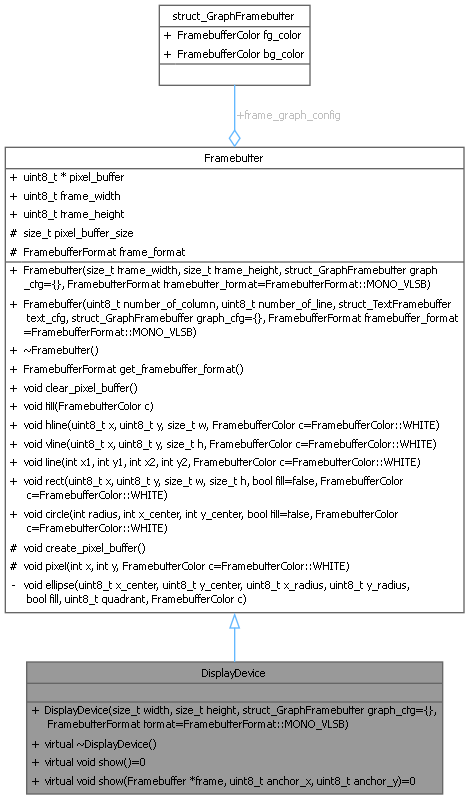 struct_GraphFramebuffer
+ FramebufferColor fg_color
+ FramebufferColor bg_color
+frame_graph_config
Framebuffer
+ uint8_t * pixel_buffer
+ uint8_t frame_width
+ uint8_t frame_height
# size_t pixel_buffer_size
# FramebufferFormat frame_format
+ Framebuffer(size_t frame_width, size_t frame_height, struct_GraphFramebuffer graph
_cfg={}, FramebufferFormat framebuffer_format=FramebufferFormat::MONO_VLSB)
+ Framebuffer(uint8_t number_of_column, uint8_t number_of_line, struct_TextFramebuffer
text_cfg, struct_GraphFramebuffer graph_cfg={}, FramebufferFormat framebuffer_format
=FramebufferFormat::MONO_VLSB)
+ ~Framebuffer()
+ FramebufferFormat get_framebuffer_format()
+ void clear_pixel_buffer()
+ void fill(FramebufferColor c)
+ void hline(uint8_t x, uint8_t y, size_t w, FramebufferColor c=FramebufferColor::WHITE)
+ void vline(uint8_t x, uint8_t y, size_t h, FramebufferColor c=FramebufferColor::WHITE)
+ void line(int x1, int y1, int x2, int y2, FramebufferColor c=FramebufferColor::WHITE)
+ void rect(uint8_t x, uint8_t y, size_t w, size_t h, bool fill=false, FramebufferColor
c=FramebufferColor::WHITE)
+ void circle(int radius, int x_center, int y_center, bool fill=false, FramebufferColor
c=FramebufferColor::WHITE)
# void create_pixel_buffer()
# void pixel(int x, int y, FramebufferColor c=FramebufferColor::WHITE)
- void ellipse(uint8_t x_center, uint8_t y_center, uint8_t x_radius, uint8_t y_radius,
bool fill, uint8_t quadrant, FramebufferColor c)
DisplayDevice
+ DisplayDevice(size_t width, size_t height, struct_GraphFramebuffer graph_cfg={},
FramebufferFormat format=FramebufferFormat::MONO_VLSB)
+ virtual ~DisplayDevice()
+ virtual void show()=0
+ virtual void show(Framebuffer *frame, uint8_t anchor_x, uint8_t anchor_y)=0